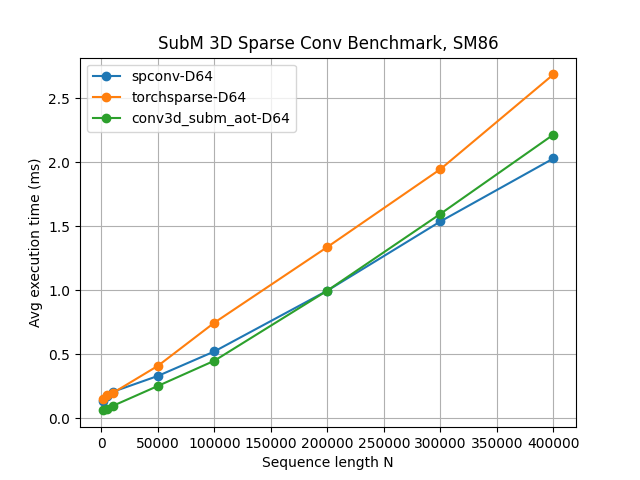 SubM 3D Sparse Conv Benchmark, SM86
spconv-D64
torchsparse-D64
conv3d_subm_aot-D64
Avg execution time (ms)
2.5
2.0
1.5
1.0
0.5
0.0
0 50000 100000 150000 200000 250000 300000 350000 400000
Sequence length N